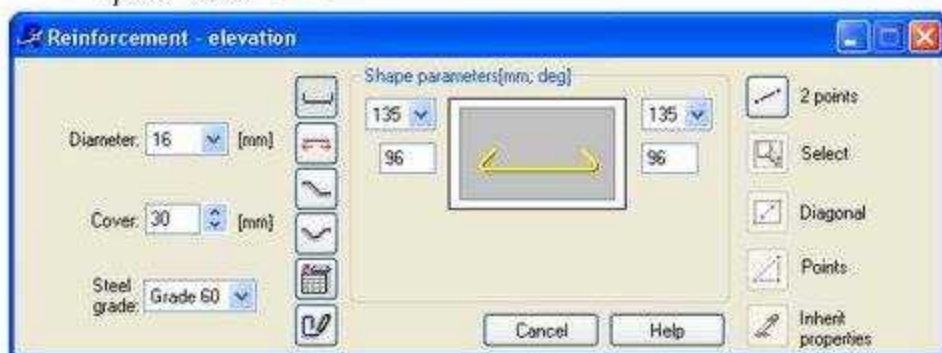 Reinforcement - elevation
Shape parameters[mm, deg]
135
135
96
96
Diameter: 16 [mm]
Cover: 30 [mm]
Steel
grade: Grade 60
2 points
Select
Diagonal
Points
Inherit
properties
Cancel
Help